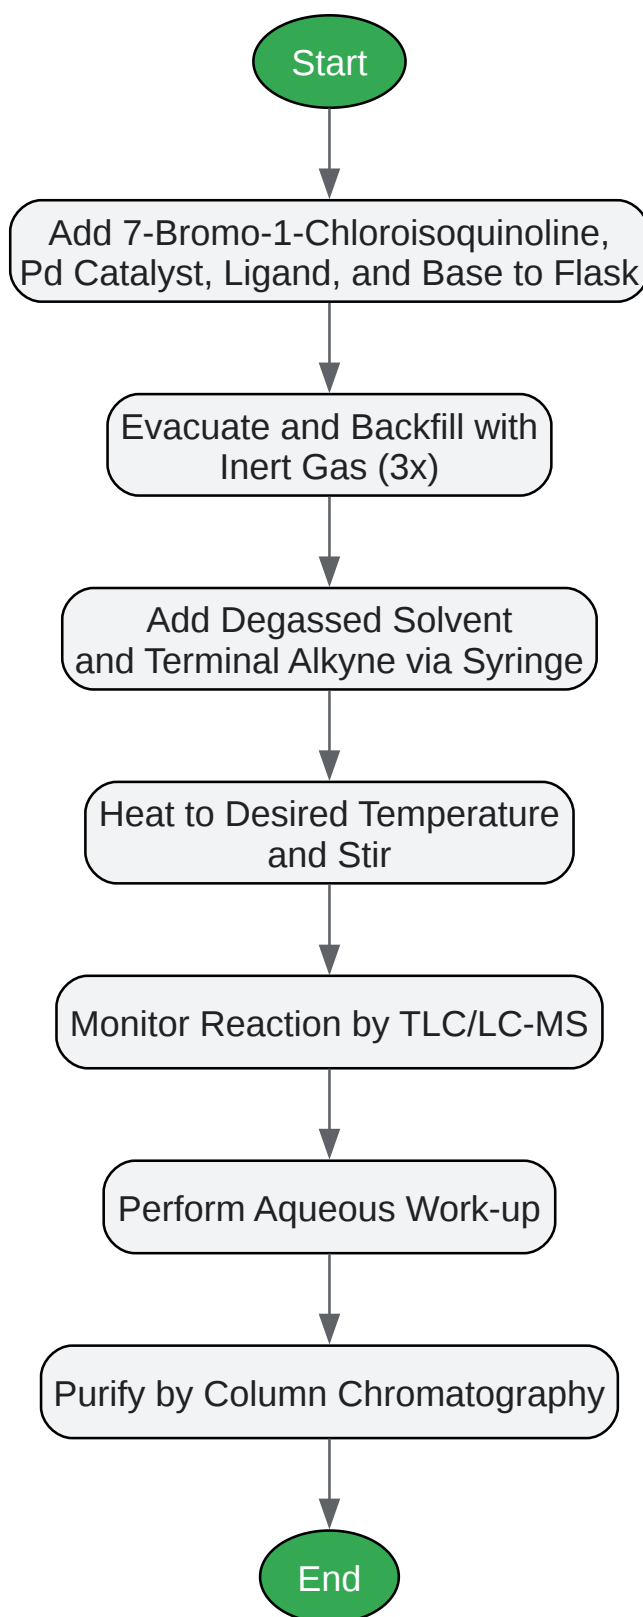 Start
Add 7-Bromo-1-Chloroisoquinoline,
Pd Catalyst, Ligand, and Base to Flask
Evacuate and Backfill with
Inert Gas (3x)
Add Degassed Solvent
and Terminal Alkyne via Syringe
Heat to Desired Temperature
and Stir
Monitor Reaction by TLC/LC-MS
Perform Aqueous Work-up
Purify by Column Chromatography
End